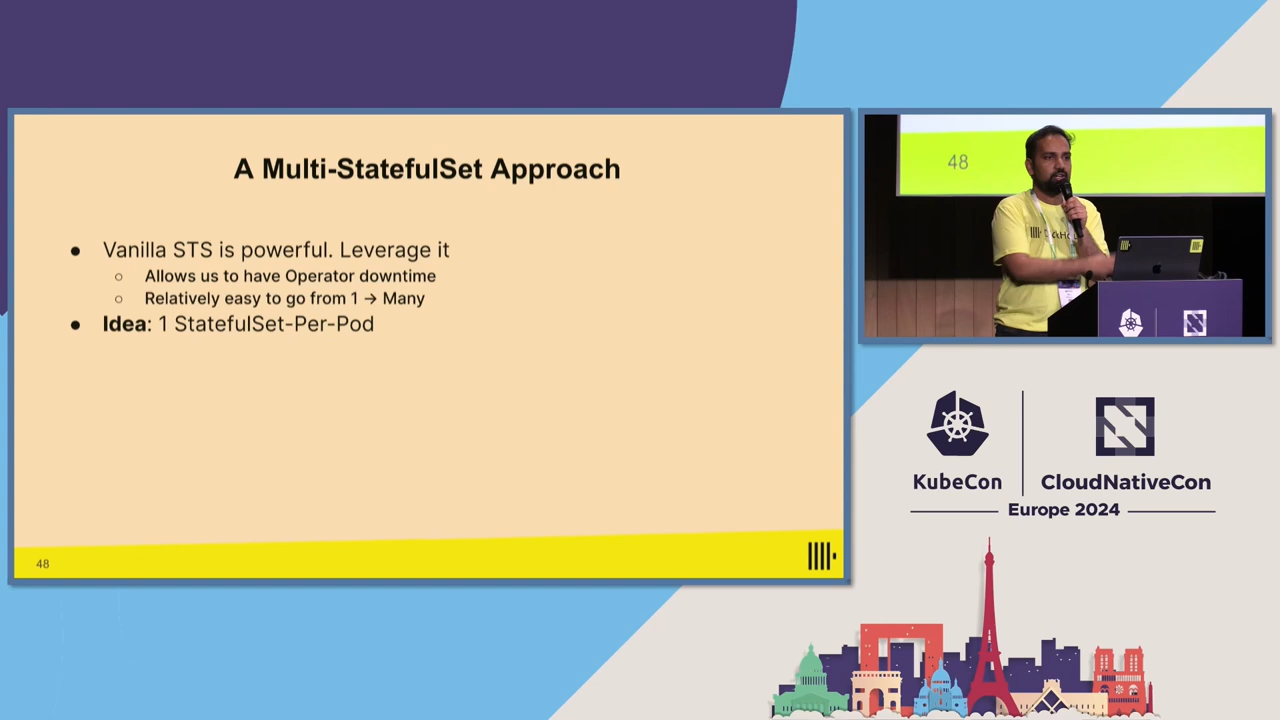 A Multi-StatefulSet Approach
● Vanilla STS is powerful. Leverage it
○ Allows us to have Operator downtime
○ Relatively easy to go from 1 → Many
● Idea: 1 StatefulSet-Per-Pod
48
48
KubeCon
CloudNativeCon
Europe 2024